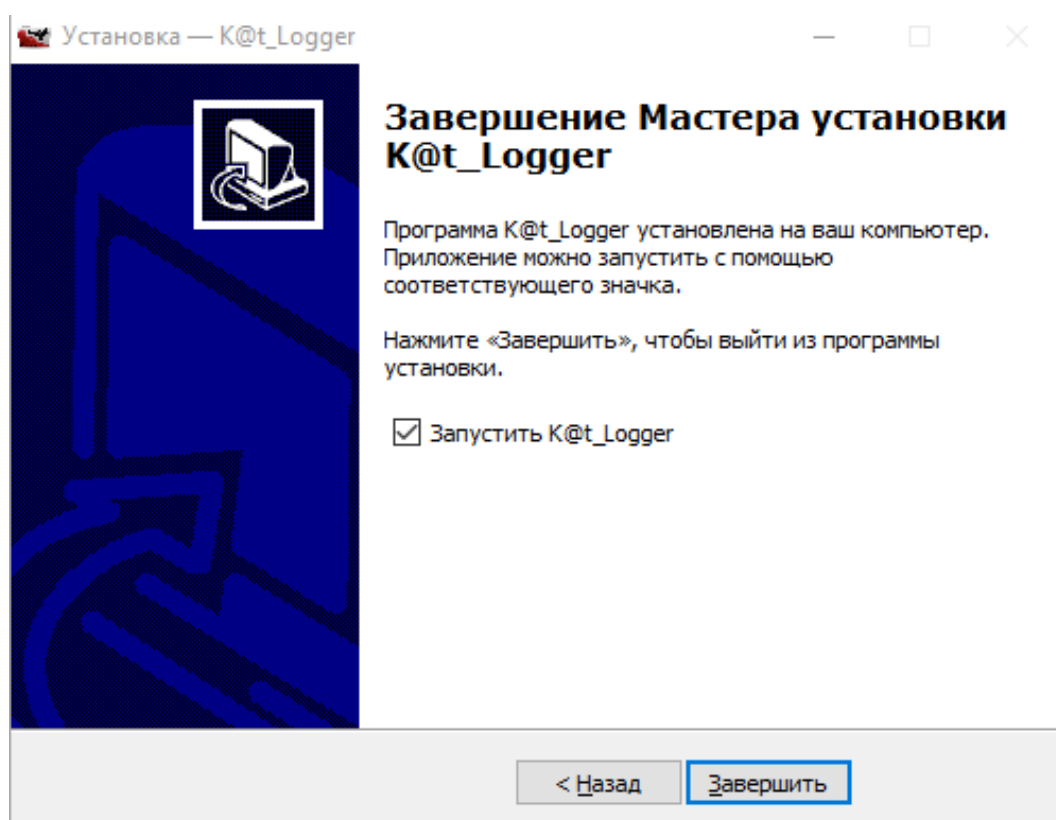 Установка — K@t_Logger
Завершение Мастера установки
K@t_Logger
Программа K@t_Logger установлена на ваш компьютер.
Приложение можно запустить с помощью
соответствующего значка.
Нажмите «Завершить», чтобы выйти из программы
установки.
Запустить K@t_Logger
< Назад
Завершить